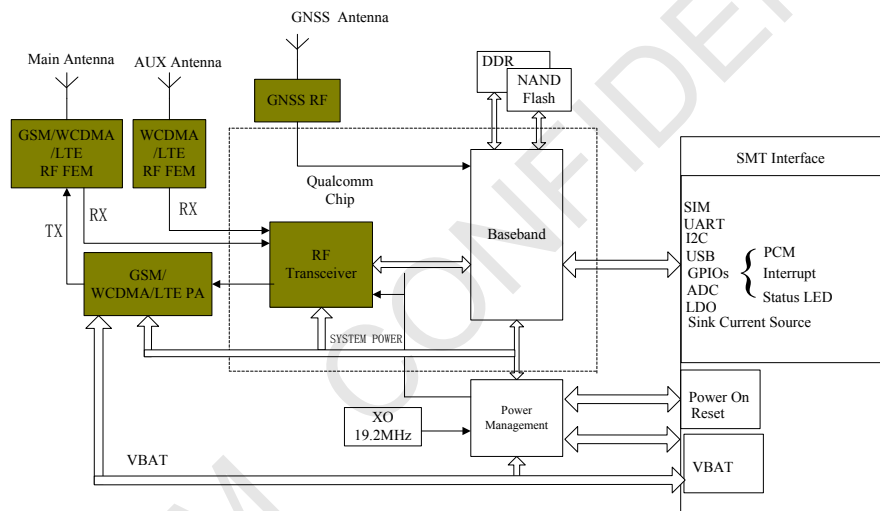 GNSS Antenna
Main Antenna
AUX Antenna
GSM/WCDMA
/LTE
RF FEM
WCDMA
/LTE
RF FEM
GNSS RF
DDR
NAND
Flash
Qualcomm
Chip
TX
RX
RX
RF
Transceiver
GSM/
WCDMA/LTE PA
Baseband
SYSTEM POWER
SMT Interface
SIM
UART
I2C
USB
GPIOs
ADC
LDO
Sink Current Source
PCM
Interrupt
Status LED
XO
19.2MHz
Power
Management
Power On
Reset
VBAT
VBAT
CONFIDEN